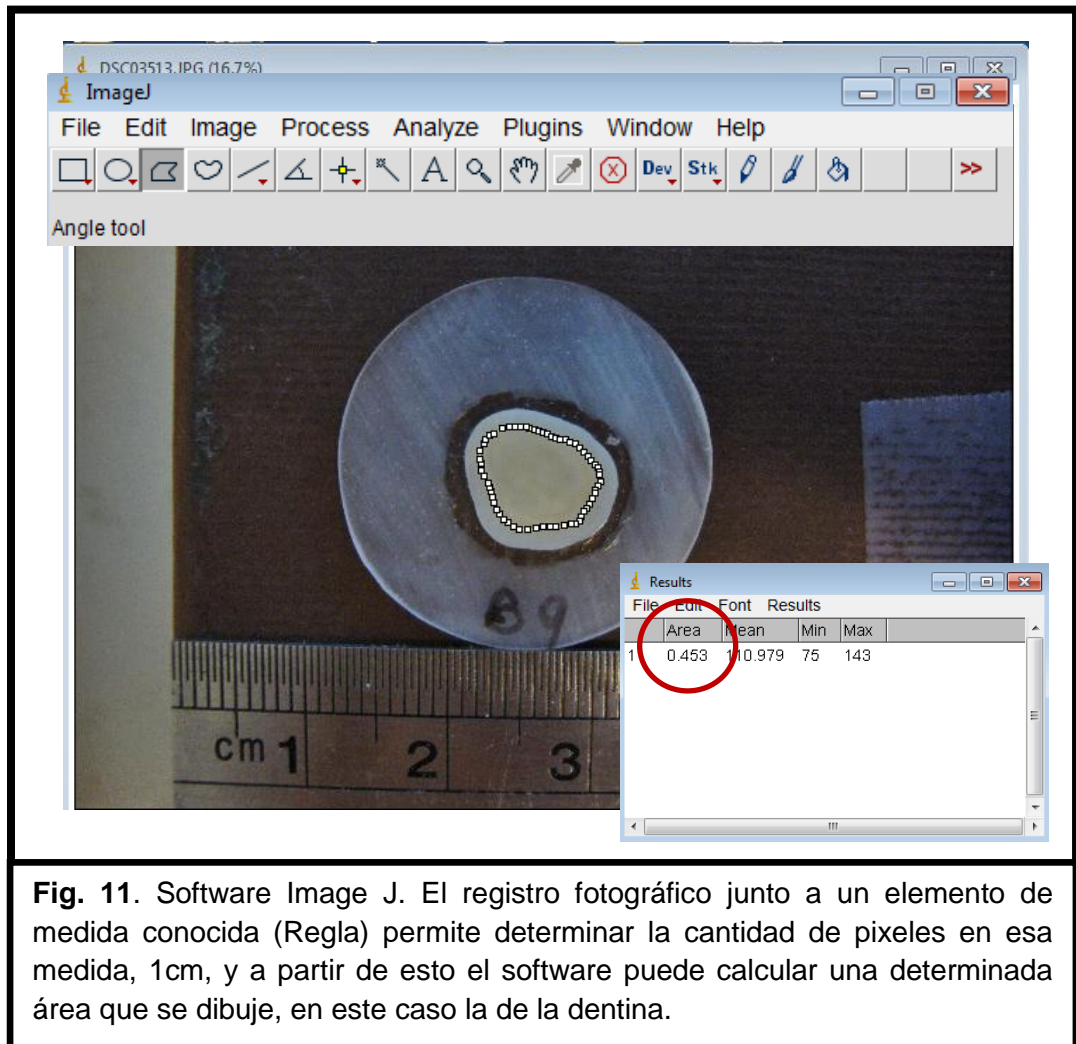 DSC03513.JPG (16.7%)
ImageJ
File Edit Image Process Analyze Plugins Window Help
Dev Stk >>
Angle tool
B9
cm 1 2 3
Results
File Edit Font Results
Area Mean Min Max
1 0.453 110.979 75 143
Fig. 11. Software Image J. El registro fotográfico junto a un elemento de
medida conocida (Regla) permite determinar la cantidad de pixeles en esa
medida, 1cm, y a partir de esto el software puede calcular una determinada
área que se dibuje, en este caso la de la dentina.